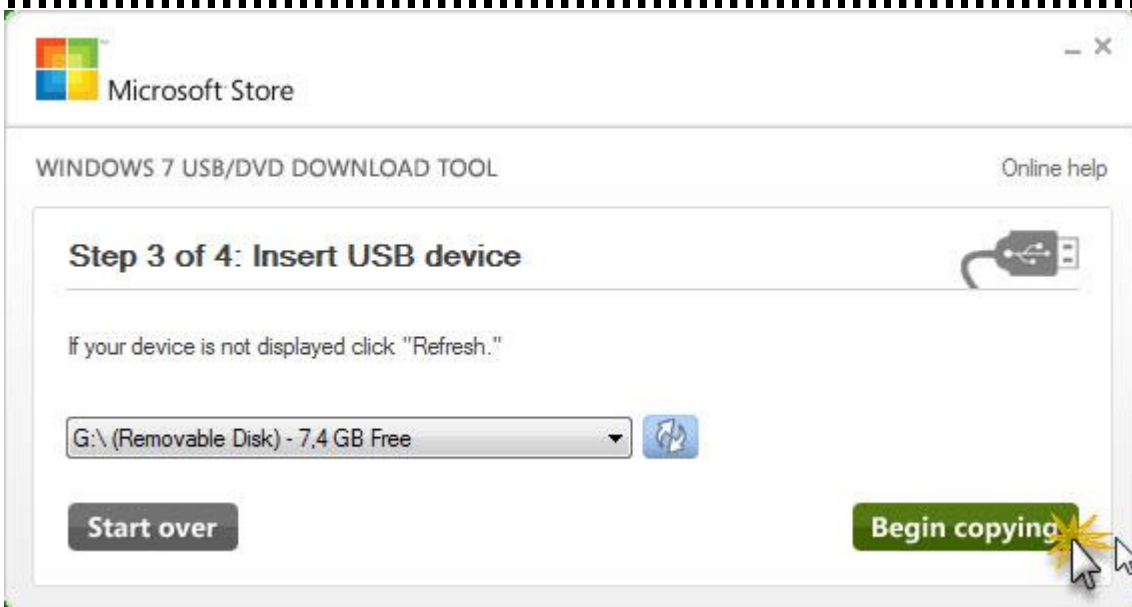 Microsoft Store
WINDOWS 7 USB/DVD DOWNLOAD TOOL
Online help
Step 3 of 4: Insert USB device
If your device is not displayed click "Refresh."
G:\ (Removable Disk) - 7,4 GB Free
Start over
Begin copying